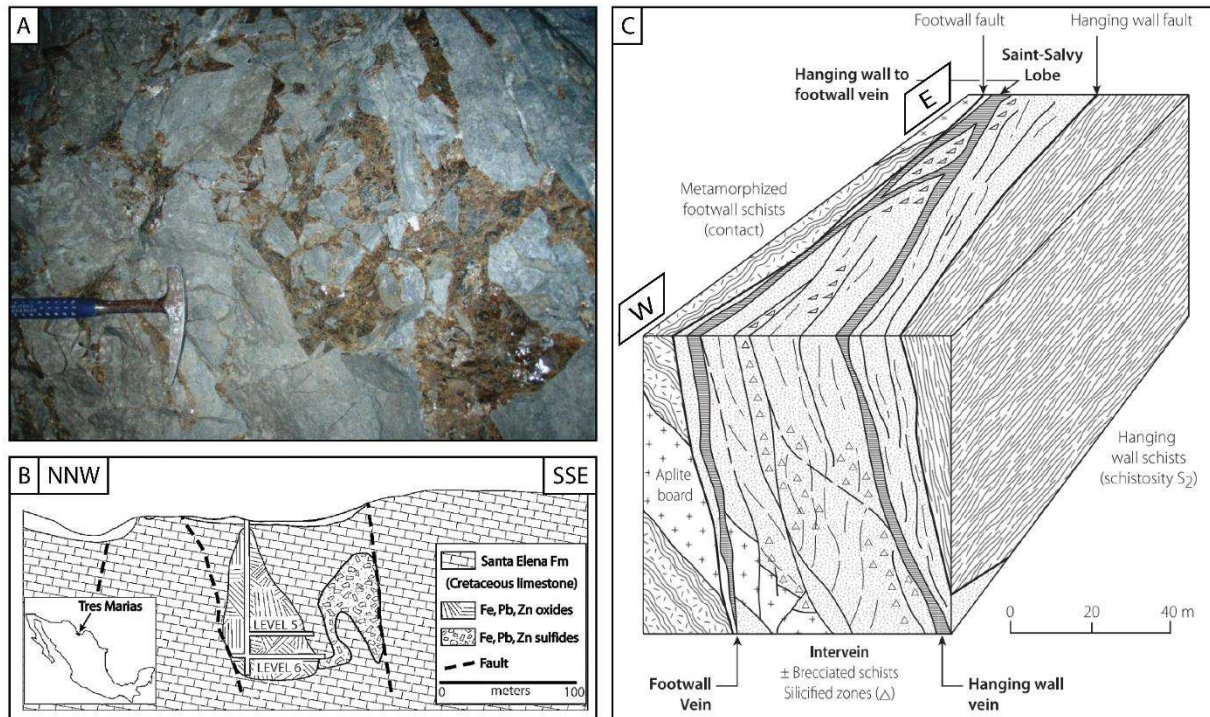 A
B
NNW
SSE
Santa Elena Fm
(Cretaceous limestone)
Fe, Pb, Zn oxides
Fe, Pb, Zn sulfides
Fault
0
meters
100
Tres Marias
LEVEL 5
LEVEL 6
C
Footwall fault
Hanging wall fault
Saint-Salvy
Lobe
Hanging wall to
footwall vein
E
Metamorphized
footwall schists
(contact)
W
Aplite
board
Hanging
wall schists
(schistosity S2)
0
20
40 m
Intervein
± Brecciated schists
Silicified zones (△)
Footwall
Vein
Hanging wall
vein